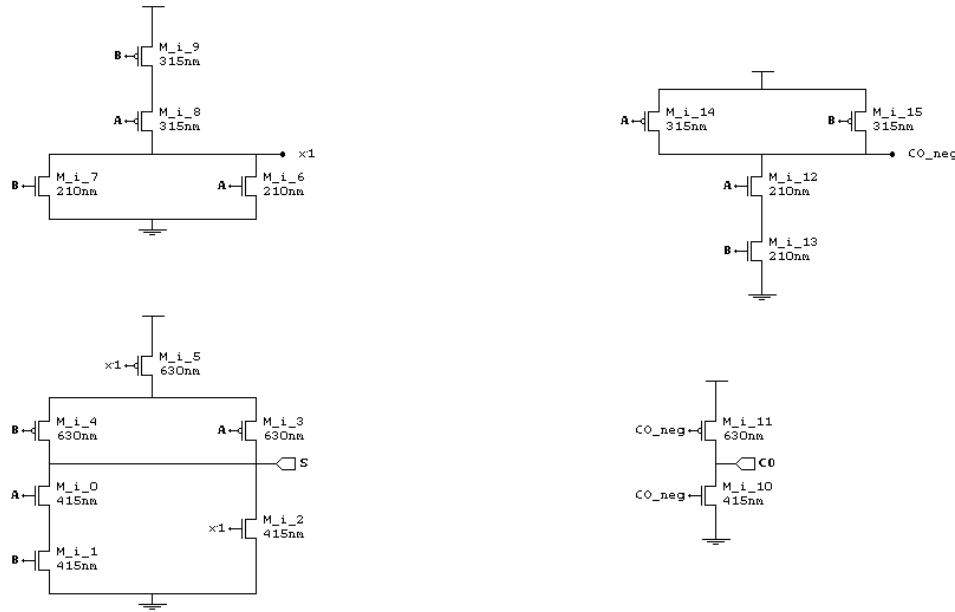 B M_i_9
315nm
A M_i_8
315nm
x1
B M_i_7
210nm
A M_i_6
210nm
A M_i_14
315nm
B M_i_15
315nm
CO_neg
A M_i_12
210nm
B M_i_13
210nm
x1 M_i_5
630nm
B M_i_4
630nm
A M_i_3
630nm
S
A M_i_0
415nm
x1 M_i_2
415nm
B M_i_1
415nm
CO_neg M_i_11
630nm
CO
CO_neg M_i_10
415nm